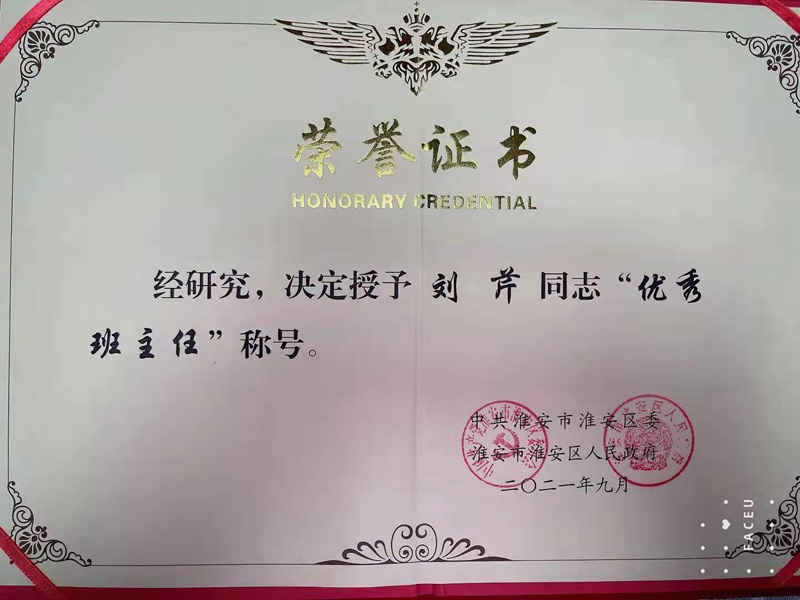 荣誉证书
HONORARY CREDENTIAL
经研究，决定授予 刘 芹 同志“优秀
班主任”称号。
中共淮安市淮安区委
淮安市淮安区人民政府
二〇二一年九月
FACEU